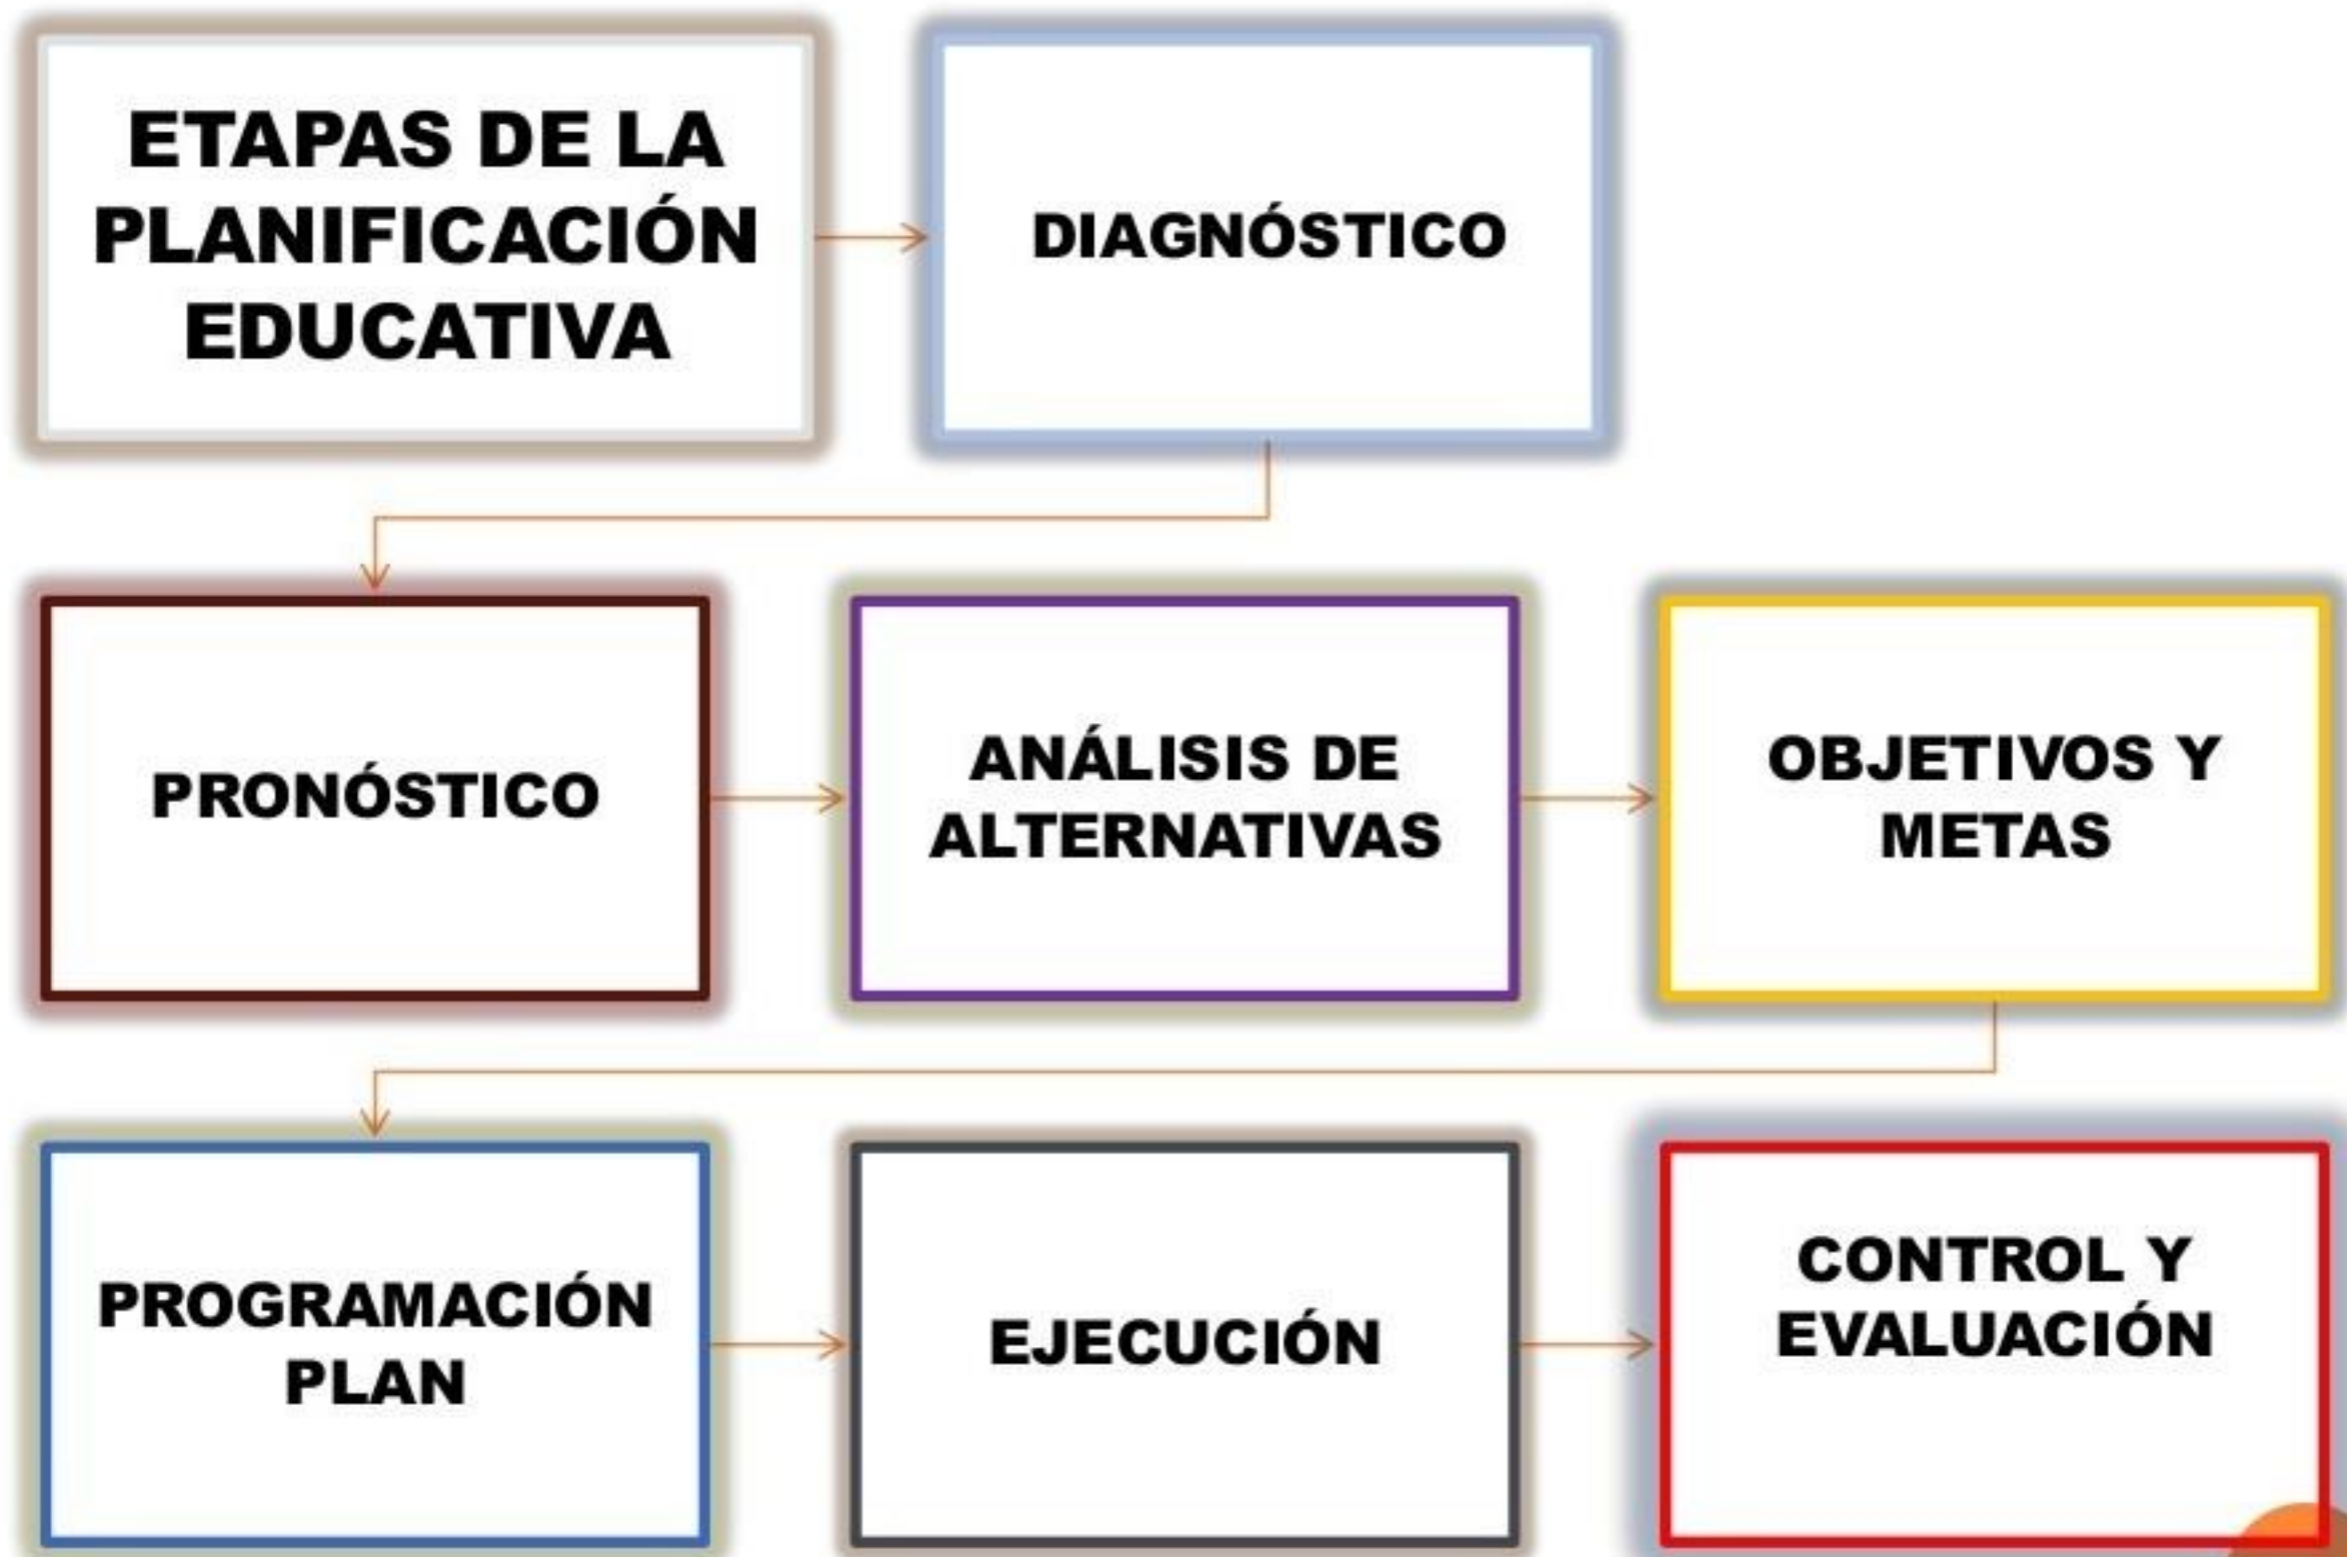 ETAPAS DE LA
PLANIFICACIÓN
EDUCATIVA
DIAGNÓSTICO
PRONÓSTICO
ANÁLISIS DE
ALTERNATIVAS
OBJETIVOS Y
METAS
PROGRAMACIÓN
PLAN
EJECUCIÓN
CONTROL Y
EVALUACIÓN